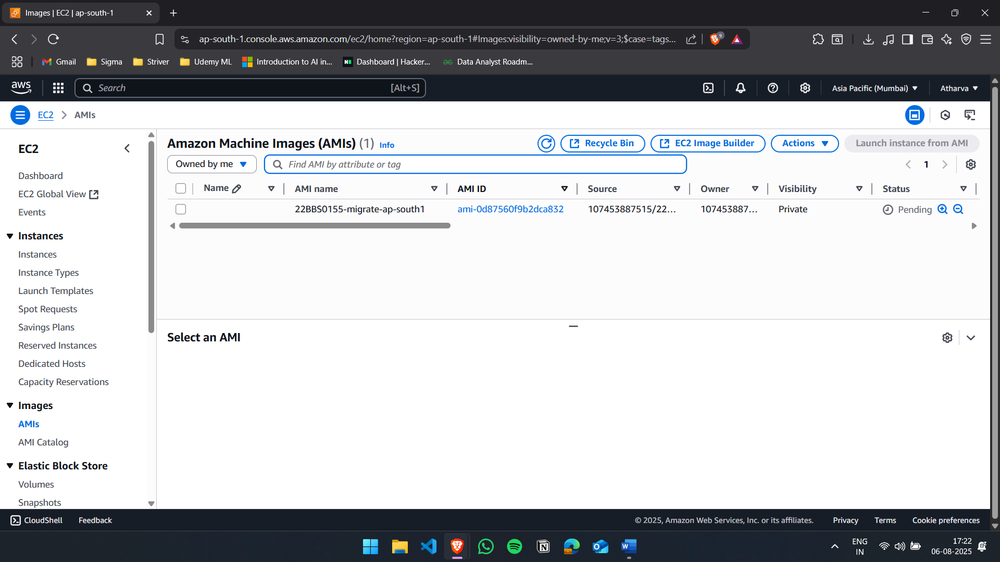 Images | EC2 | ap-south-1
ap-south-1.console.aws.amazon.com/ec2/home?region=ap-south-1#Images:visibility=owned-by-me;v=3;$case=tags...
9
Gmail
Sigma
Striver
Udemy ML
Introduction to AI in...
Dashboard | Hacker...
Data Analyst Roadm...
aws
Search
[Alt+S]
Asia Pacific (Mumbai)
Atharva
EC2
AMIs
EC2
Dashboard
EC2 Global View
Events
Instances
Instances
Instance Types
Launch Templates
Spot Requests
Savings Plans
Reserved Instances
Dedicated Hosts
Capacity Reservations
Images
AMIs
AMI Catalog
Elastic Block Store
Volumes
Snapshots
Amazon Machine Images (AMIs) (1) Info
Recycle Bin
EC2 Image Builder
Actions
Launch instance from AMI
Owned by me
Find AMI by attribute or tag
1
Name
AMI name
AMI ID
Source
Owner
Visibility
Status
22BBS0155-migrate-ap-south1
ami-0d87560f9b2dca832
107453887515/22...
107453887...
Private
Pending
Select an AMI
CloudShell
Feedback
© 2025, Amazon Web Services, Inc. or its affiliates.
Privacy
Terms
Cookie preferences
ENG
IN
17:22
06-08-2025